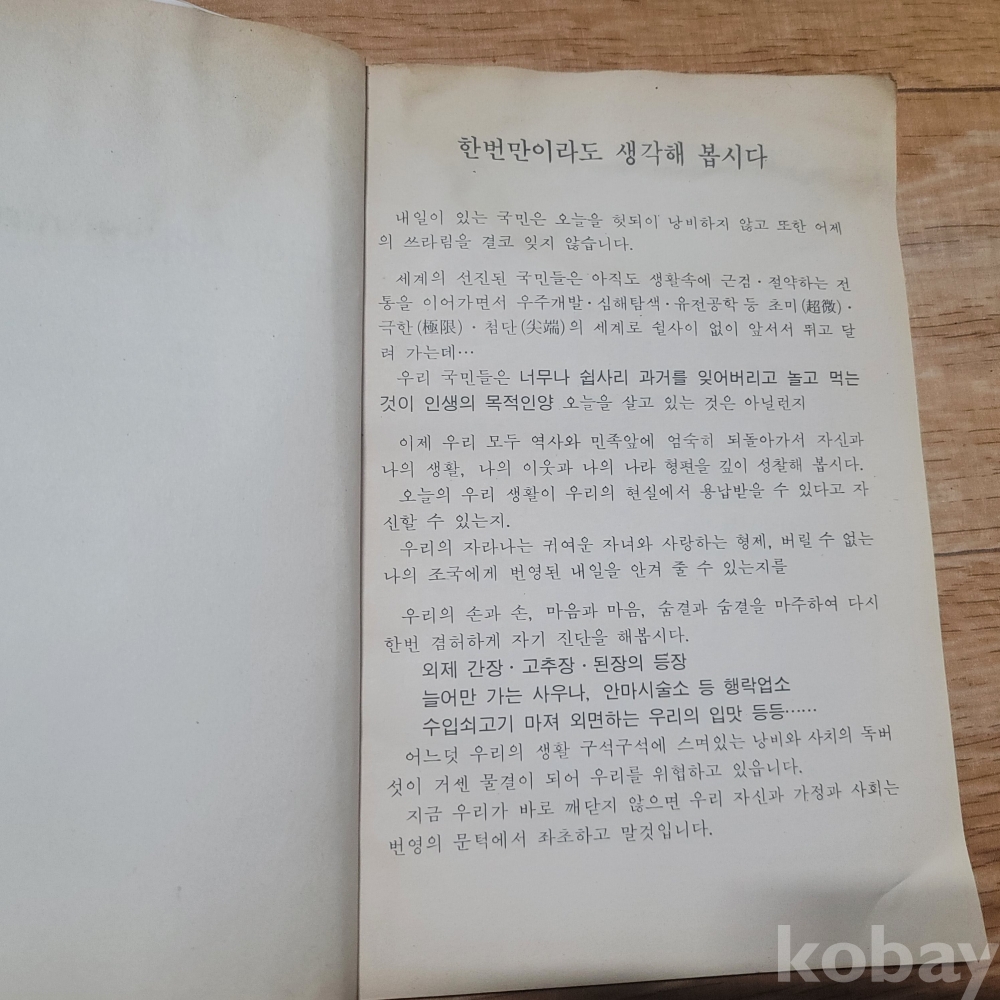 한번만이라도 생각해 봅시다
내일이 있는 국민은 오늘을 헛되이 낭비하지 않고 또한 어제
의 쓰라림을 결코 잊지 않습니다.
세계의 선진된 국민들은 아직도 생활속에 근검·절약하는 전
통을 이어가면서 우주개발·심해탐색·유전공학 등 초미(超微)·
극한(極限)·첨단(尖端)의 세계로 쉴사이 없이 앞서서 뛰고 달
려 가는데…
우리 국민들은 너무나 쉽사리 과거를 잊어버리고 놀고 먹는
것이 인생의 목적인양 오늘을 살고 있는 것은 아닐런지
이제 우리 모두 역사와 민족앞에 엄숙히 되돌아가서 자신과
나의 생활, 나의 이웃과 나의 나라 형편을 깊이 성찰해 봅시다.
오늘의 우리 생활이 우리의 현실에서 용납받을 수 있다고 자
신할 수 있는지.
우리의 자라나는 귀여운 자녀와 사랑하는 형제, 버릴 수 없는
나의 조국에게 번영된 내일을 안겨 줄 수 있는지를
우리의 손과 손, 마음과 마음, 숨결과 숨결을 마주하여 다시
한번 겸허하게 자기 진단을 해봅시다.
외제 간장·고추장·된장의 등장
늘어만 가는 사우나, 안마시술소 등 행락업소
수입쇠고기 마져 외면하는 우리의 입맛 등등……
어느덧 우리의 생활 구석구석에 스며있는 낭비와 사치의 독버
섯이 거센 물결이 되어 우리를 위협하고 있읍니다.
지금 우리가 바로 깨닫지 않으면 우리 자신과 가정과 사회는
번영의 문턱에서 좌초하고 말것입니다.
kobay